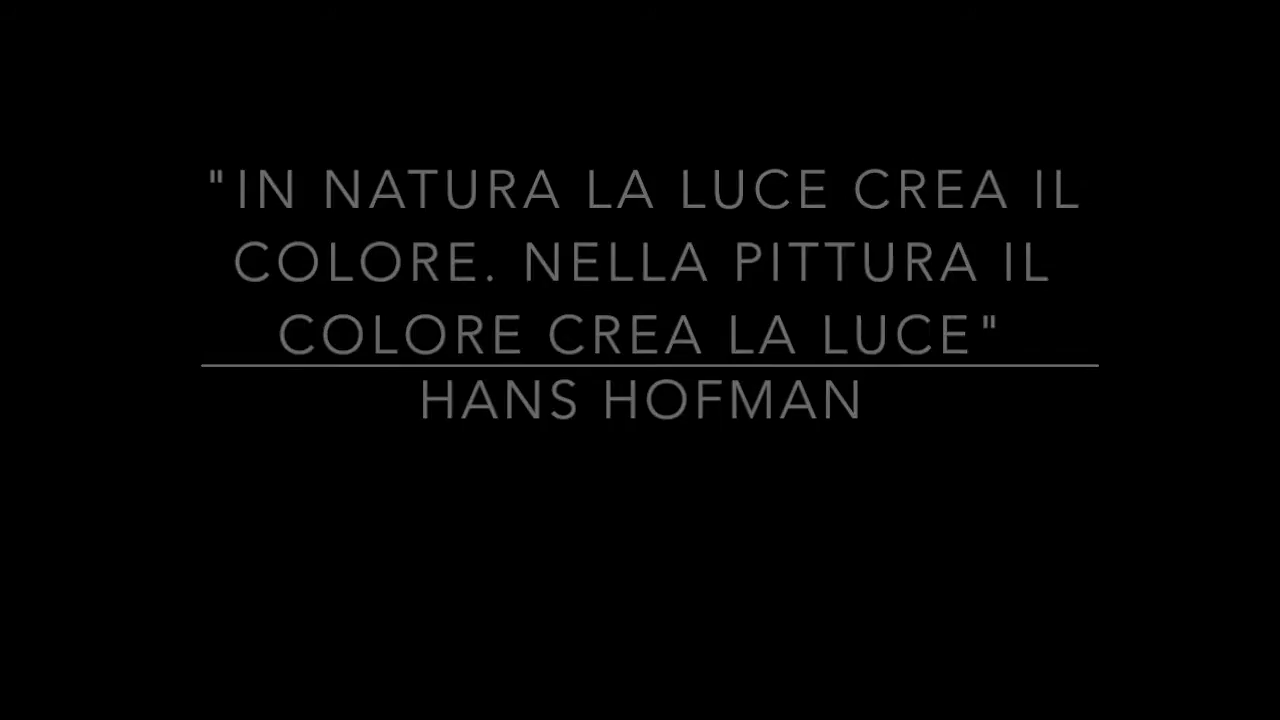 "IN NATURA LA LUCE CREA IL
COLORE. NELLA PITTURA IL
COLORE CREA LA LUCE"
HANS HOFMAN